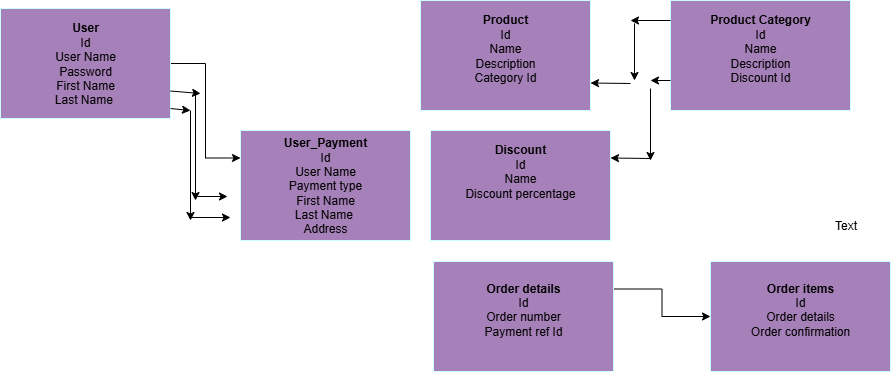 User
Id
User Name
Password
First Name
Last Name
Product
Id
Name
Description
Category Id
Product Category
Id
Name
Description
Discount Id
User_Payment
Id
User Name
Payment type
First Name
Last Name
Address
Discount
Id
Name
Discount percentage
Text
Order details
Id
Order number
Payment ref Id
Order items
Id
Order details
Order confirmation